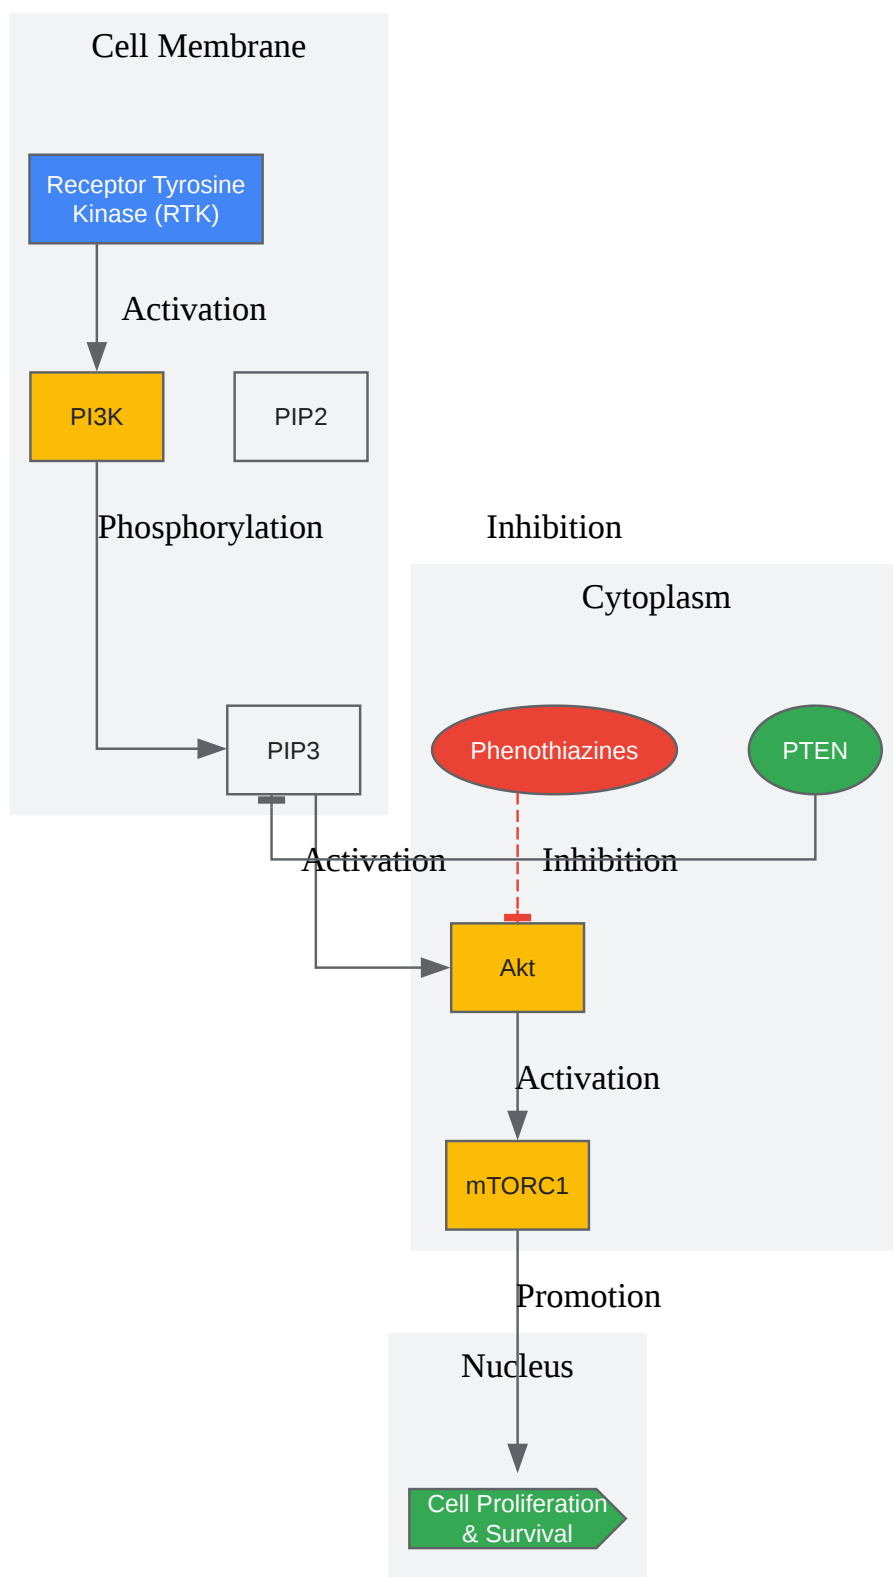 Cell Membrane
Receptor Tyrosine
Kinase (RTK)
Activation
PI3K
PIP2
Phosphorylation
Inhibition
Cytoplasm
PIP3
Phenothiazines
PTEN
Activation
Inhibition
Akt
Activation
mTORC1
Promotion
Nucleus
Cell Proliferation
& Survival